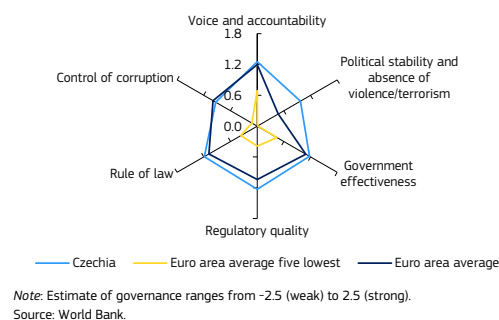 Voice and accountability
1.8
1.2
0.6
0.0
Political stability and
absence of
violence/terrorism
Control of corruption
Government
effectiveness
Rule of law
Regulatory quality
Czechia
Euro area average five lowest
Euro area average
Note: Estimate of governance ranges from -2.5 (weak) to 2.5 (strong).
Source: World Bank.